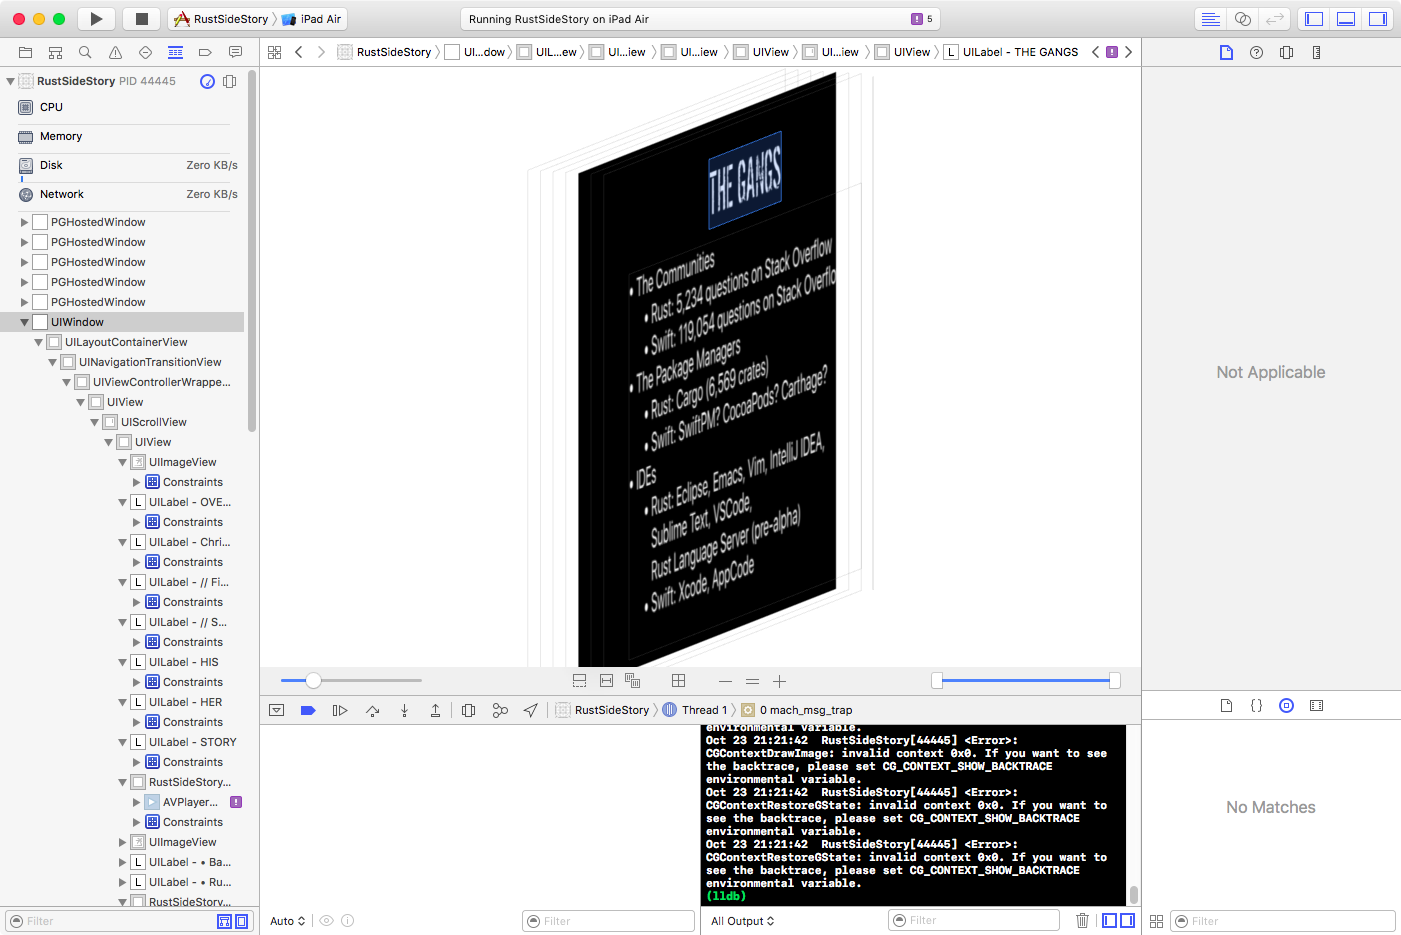 RustSideStory
iPad Air
Running RustSideStory on iPad Air
5
RustSideStory
UI...dow
UIL...ew
UI...iew
UI...iew
UIView
UI...iew
UIView
L UILabel - THE GANGS
RustSideStory PID 44445
CPU
Memory
Disk Zero KB/s
Network Zero KB/s
PGHostedWindow
PGHostedWindow
PGHostedWindow
PGHostedWindow
PGHostedWindow
UIWindow
UILayoutContainerView
UINavigationTransitionView
UIViewControllerWrappe...
UIView
UIScrollView
UIView
UIImageView
Constraints
L UILabel - OVE...
Constraints
L UILabel - Chri...
Constraints
L UILabel - // Fi...
Constraints
L UILabel - // S...
Constraints
L UILabel - HIS
Constraints
L UILabel - HER
Constraints
L UILabel - STORY
Constraints
RustSideStory...
AVPlayer...
Constraints
UIImageView
L UILabel - • Ba...
L UILabel - • Ru...
RustSideStory...
Filter
THE GANGS
• The Communities
• Rust: 5,234 questions on Stack Overflow
• Swift: 119,054 questions on Stack Overflo
• The Package Managers
• Rust: Cargo (6,569 crates)
• Swift: SwiftPM? CocoaPods? Carthage?
• IDEs
• Rust: Eclipse, Emacs, Vim, IntelliJ IDEA,
Sublime Text, VSCode,
Rust Language Server (pre-alpha)
• Swift: Xcode, AppCode
RustSideStory
Thread 1
0 mach_msg_trap
environmental variable.
Oct 23 21:21:42 RustSideStory[44445] <Error>:
CGContextDrawImage: invalid context 0x0. If you want to see
the backtrace, please set CG_CONTEXT_SHOW_BACKTRACE
environmental variable.
Oct 23 21:21:42 RustSideStory[44445] <Error>:
CGContextRestoreGState: invalid context 0x0. If you want to
see the backtrace, please set CG_CONTEXT_SHOW_BACKTRACE
environmental variable.
Oct 23 21:21:42 RustSideStory[44445] <Error>:
CGContextRestoreGState: invalid context 0x0. If you want to
see the backtrace, please set CG_CONTEXT_SHOW_BACKTRACE
environmental variable.
(lldb)
Auto
Filter
All Output
Filter
Not Applicable
No Matches
Filter